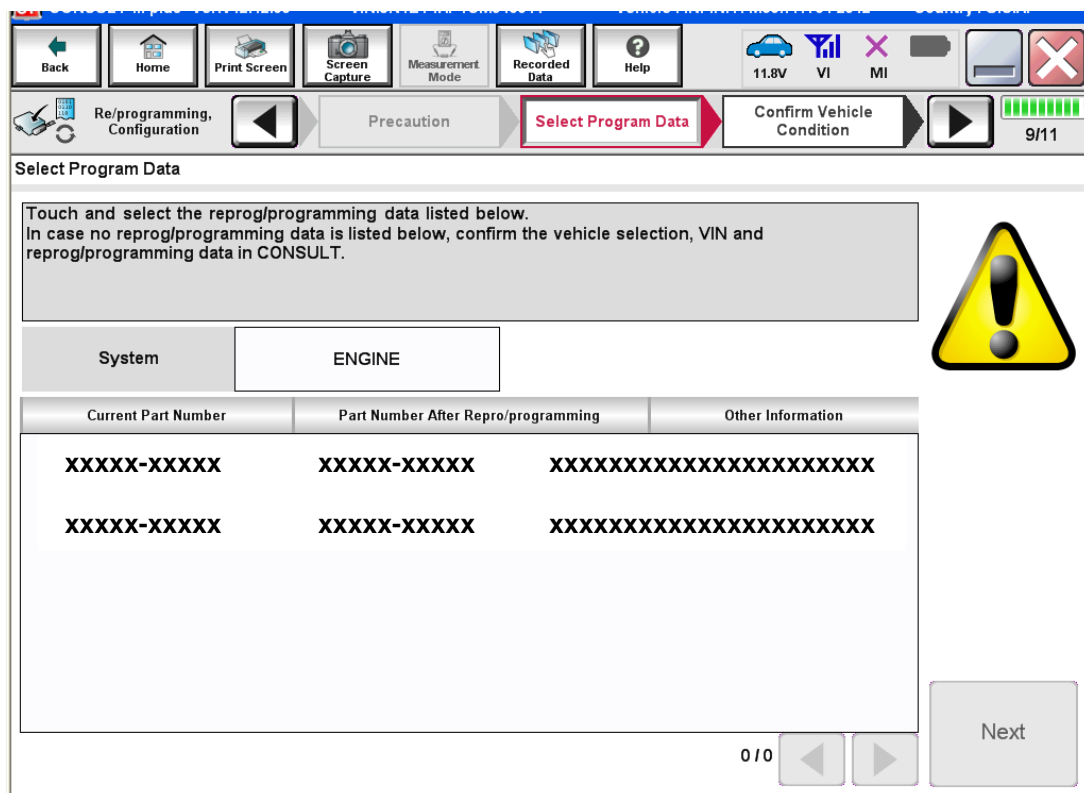 Back
Home
Print Screen
Screen
Capture
Measurement
Mode
Recorded
Data
Help
11.8V
VI
MI
Re/programming,
Configuration
Precaution
Select Program Data
Confirm Vehicle
Condition
9/11
Select Program Data
Touch and select the reprog/programming data listed below.
In case no reprog/programming data is listed below, confirm the vehicle selection, VIN and
reprog/programming data in CONSULT.
System
ENGINE
Current Part Number
Part Number After Repro/programming
Other Information
XXXXX-XXXXX XXXXX-XXXXX XXXXXXXXXXXXXXXXXXXXXX
XXXXX-XXXXX XXXXX-XXXXX XXXXXXXXXXXXXXXXXXXXXX
Next
0/0